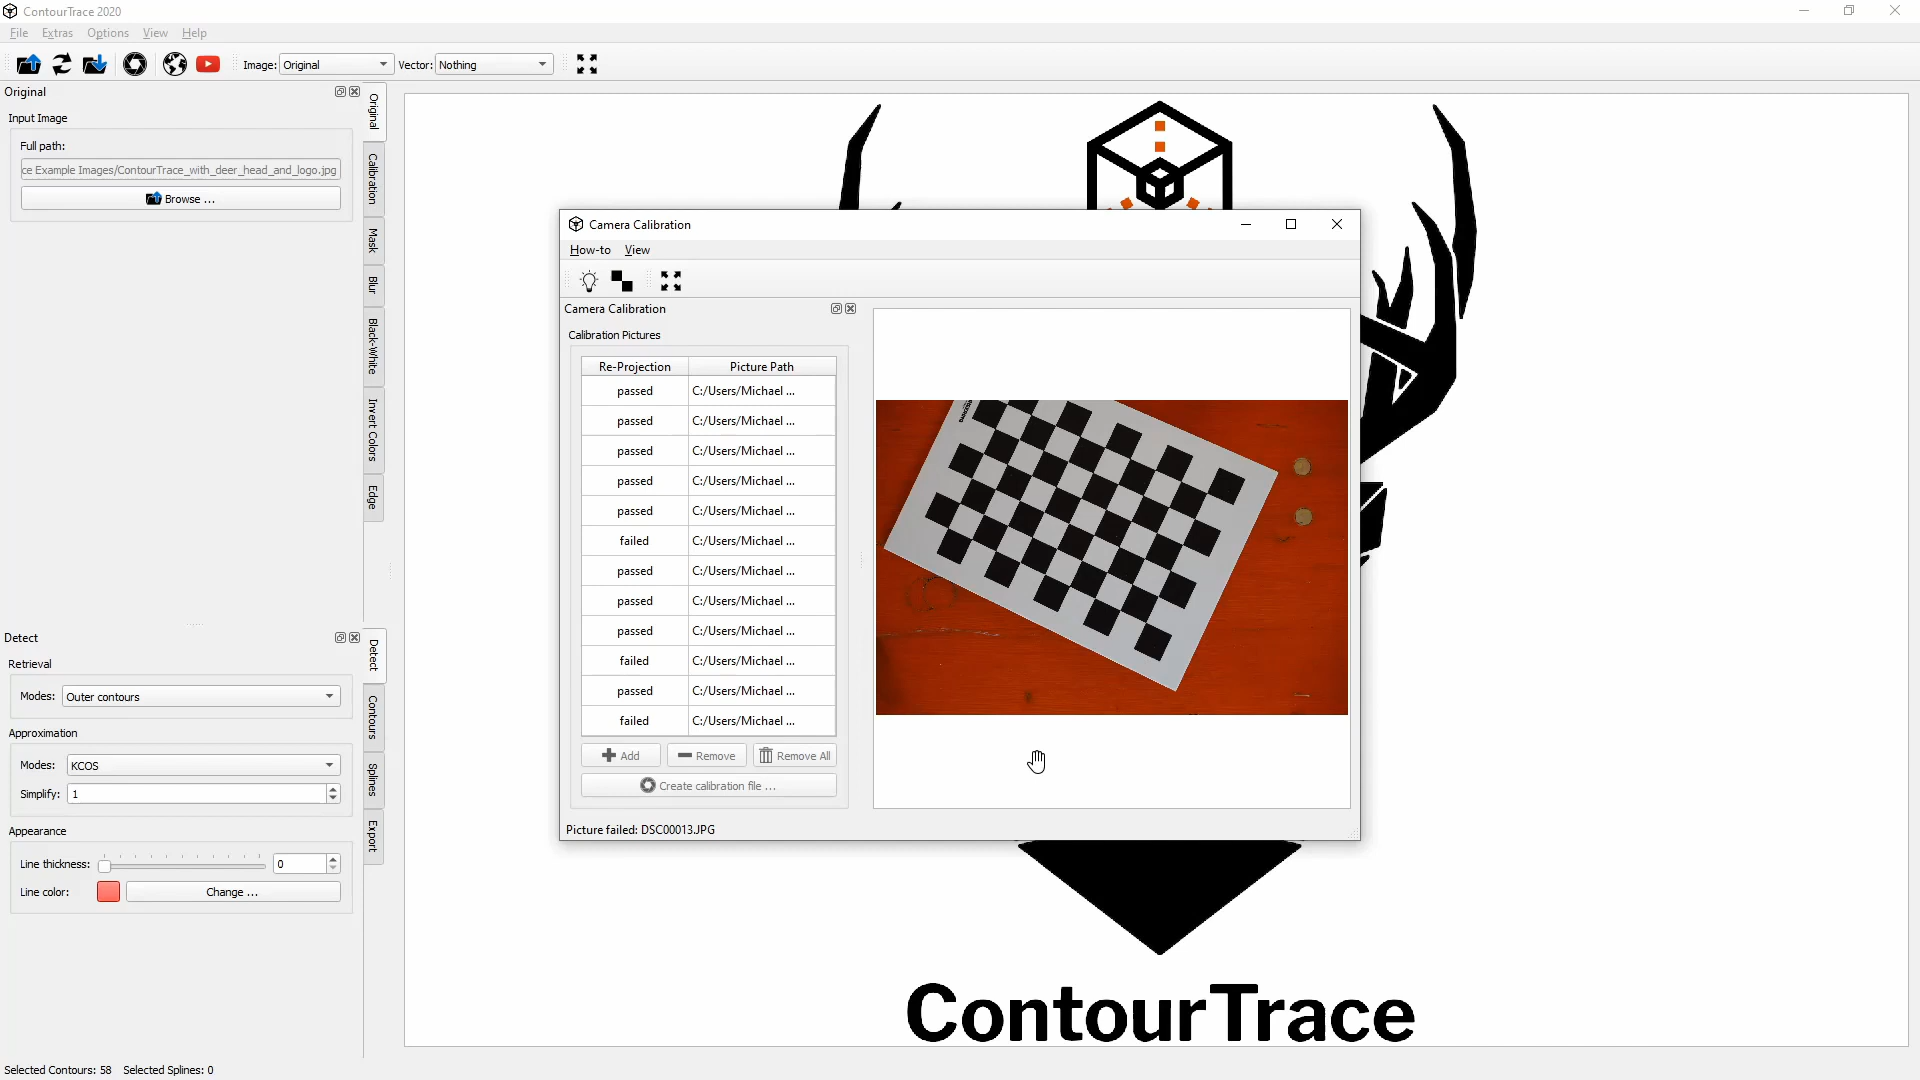 ContourTrace 2020
File Extras Options View Help
Image: Original Vector: Nothing
Original
Input Image
Full path:
ce Example Images/ContourTrace_with_deer_head_and_logo.jpg
Browse ...
Original
Calibration
Mask
Blur
Black-White
Invert Colors
Edge
Detect
Retrieval
Modes: Outer contours
Approximation
Modes: KCOS
Simplify: 1
Appearance
Line thickness: 0
Line color: Change ...
Detect
Contours
Splines
Export
Selected Contours: 58 Selected Splines: 0
Camera Calibration
How-to View
Camera Calibration
Calibration Pictures
Re-Projection Picture Path
passed C:/Users/Michael ...
passed C:/Users/Michael ...
passed C:/Users/Michael ...
passed C:/Users/Michael ...
passed C:/Users/Michael ...
failed C:/Users/Michael ...
passed C:/Users/Michael ...
passed C:/Users/Michael ...
passed C:/Users/Michael ...
failed C:/Users/Michael ...
passed C:/Users/Michael ...
failed C:/Users/Michael ...
Add Remove Remove All
Create calibration file ...
Picture failed: DSC00013.JPG
ContourTrace